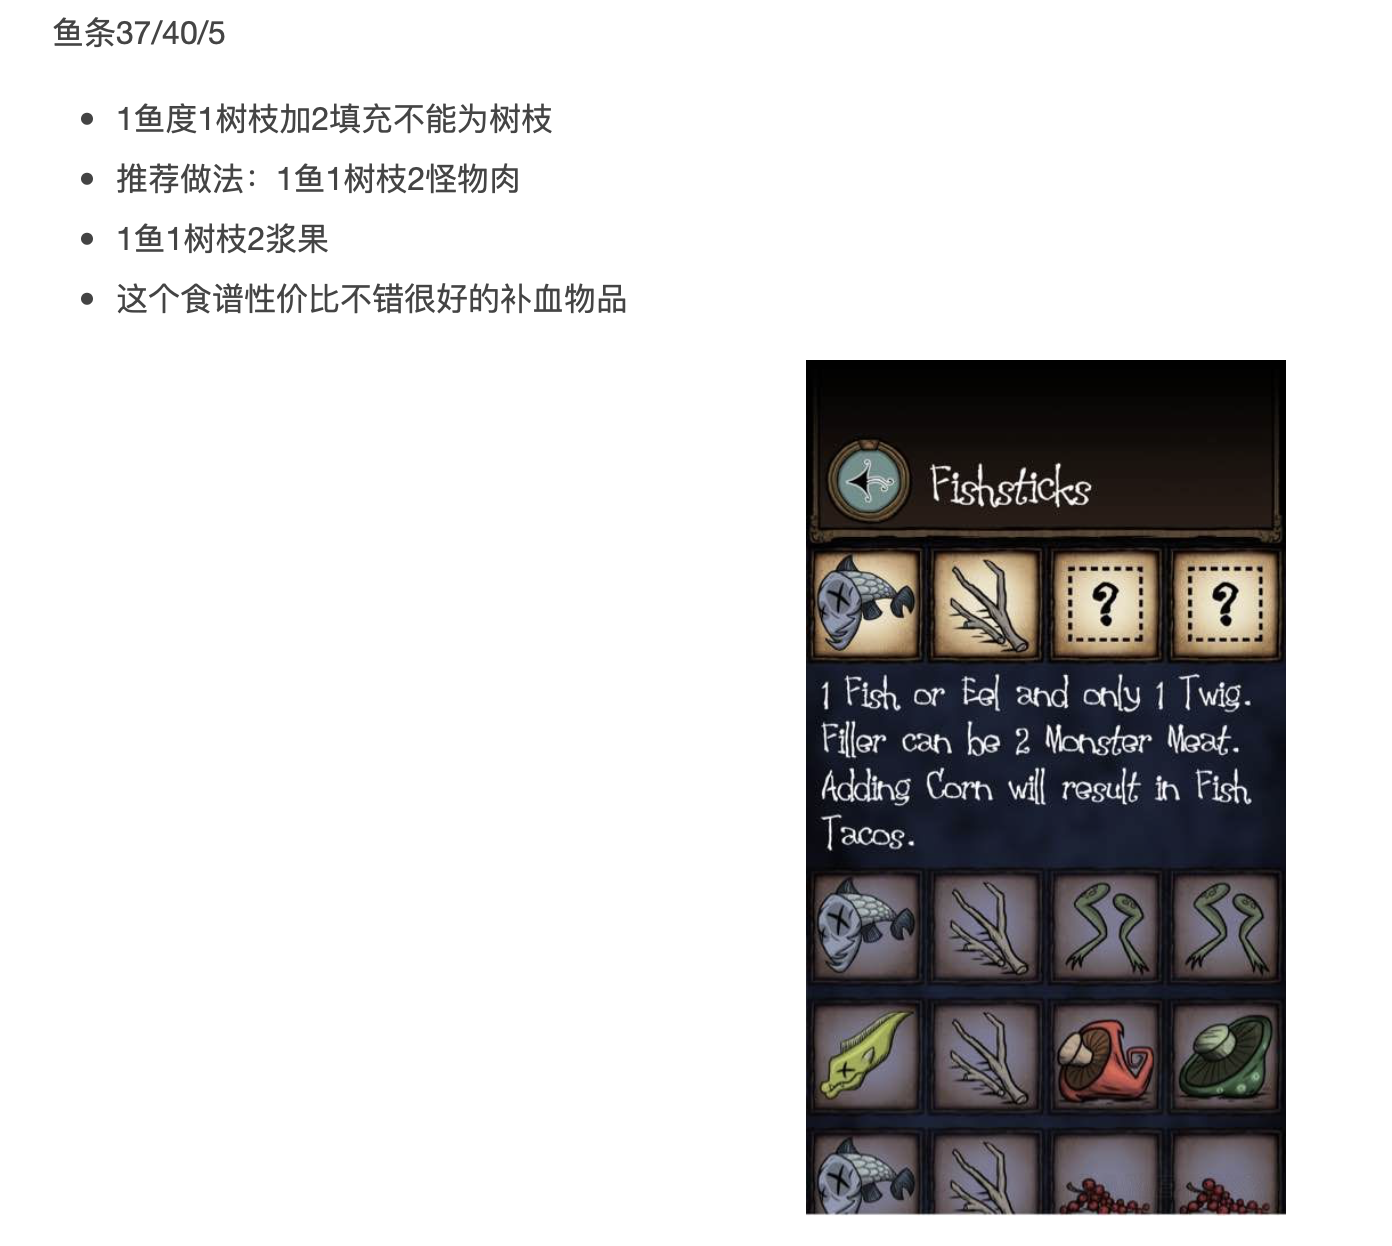 鱼条37/40/5
1鱼度1树枝加2填充不能为树枝
推荐做法：1鱼1树枝2怪物肉
1鱼1树枝2浆果
这个食谱性价比不错很好的补血物品
Fishsticks
? ?
1 Fish or Eel and only 1 Twig.
Filler can be 2 Monster Meat.
Adding Corn will result in Fish
Tacos.